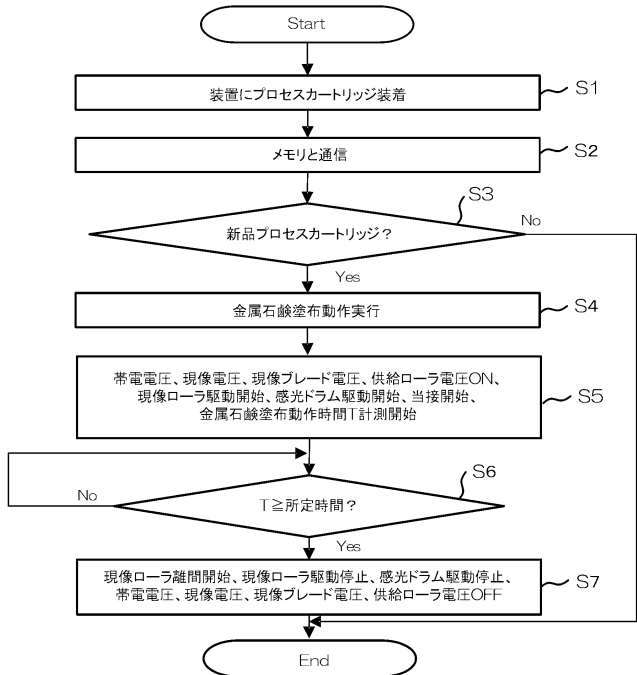 Start
装置にプロセスカートリッジ装着
S1
メモリと通信
S2
S3
新品プロセスカートリッジ？
No
Yes
金属石鹸塗布動作実行
S4
帯電電圧、現像電圧、現像ブレード電圧、供給ローラ電圧ON、
現像ローラ駆動開始、感光ドラム駆動開始、当接開始、
金属石鹸塗布動作時間T計測開始
S5
S6
T≧所定時間？
No
Yes
現像ローラ離間開始、現像ローラ駆動停止、感光ドラム駆動停止、
帯電電圧、現像電圧、現像ブレード電圧、供給ローラ電圧OFF
S7
End